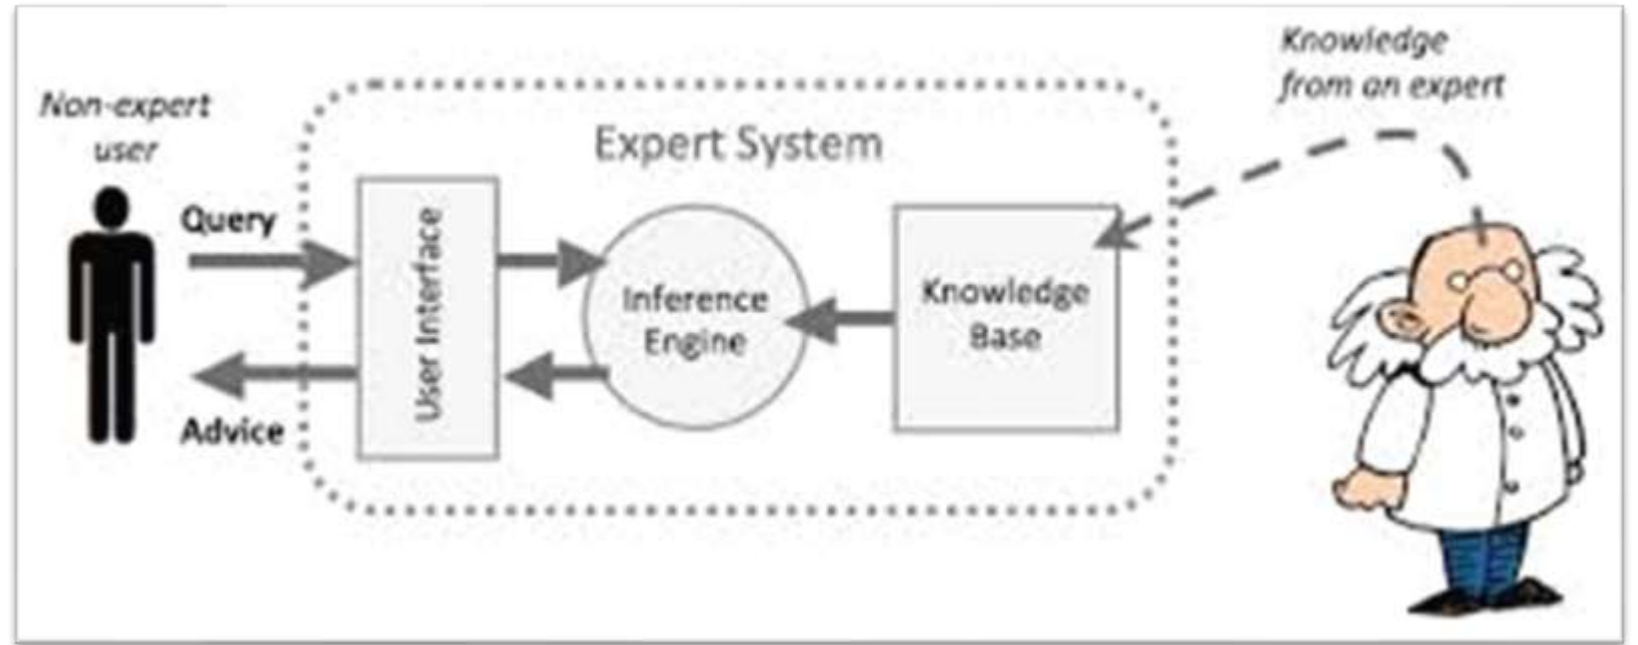 Knowledge
from an expert
Non-expert
user
Expert System
Query
User Interface
Inference
Engine
Knowledge
Base
Advice